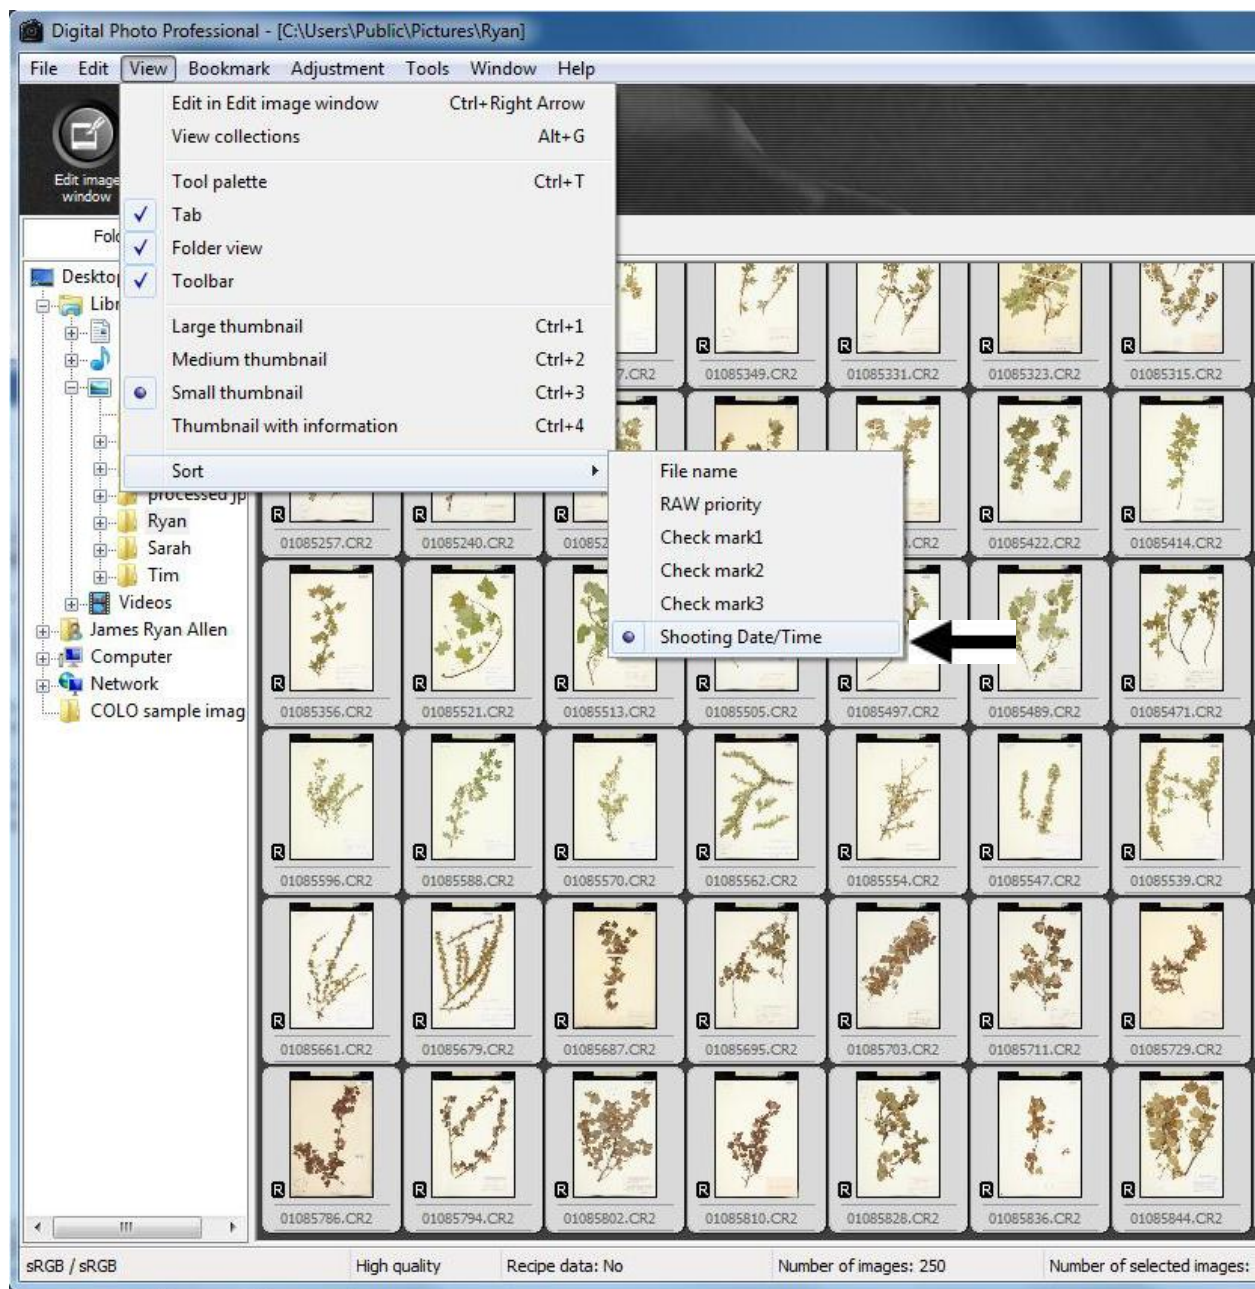 Digital Photo Professional - [C:\Users\Public\Pictures\Ryan]
File Edit View Bookmark Adjustment Tools Window Help
Edit image
window
Edit in Edit image window Ctrl+Right Arrow
View collections Alt+G
Tool palette Ctrl+T
Tab
Folder view
Toolbar
Large thumbnail Ctrl+1
Medium thumbnail Ctrl+2
Small thumbnail Ctrl+3
Thumbnail with information Ctrl+4
Sort
File name
RAW priority
Check mark1
Check mark2
Check mark3
Shooting Date/Time
Fol
Desktop
Libr
processed jp
Ryan
Sarah
Tim
Videos
James Ryan Allen
Computer
Network
COLO sample imag
7.CR2 01085349.CR2 01085331.CR2 01085323.CR2 01085315.CR2
01085257.CR2 01085240.CR2 010852 .CR2 01085422.CR2 01085414.CR2
01085356.CR2 01085521.CR2 01085513.CR2 01085505.CR2 01085497.CR2 01085489.CR2 01085471.CR2
01085596.CR2 01085588.CR2 01085570.CR2 01085562.CR2 01085554.CR2 01085547.CR2 01085539.CR2
01085661.CR2 01085679.CR2 01085687.CR2 01085695.CR2 01085703.CR2 01085711.CR2 01085729.CR2
01085786.CR2 01085794.CR2 01085802.CR2 01085810.CR2 01085828.CR2 01085836.CR2 01085844.CR2
sRGB / sRGB High quality Recipe data: No Number of images: 250 Number of selected images: